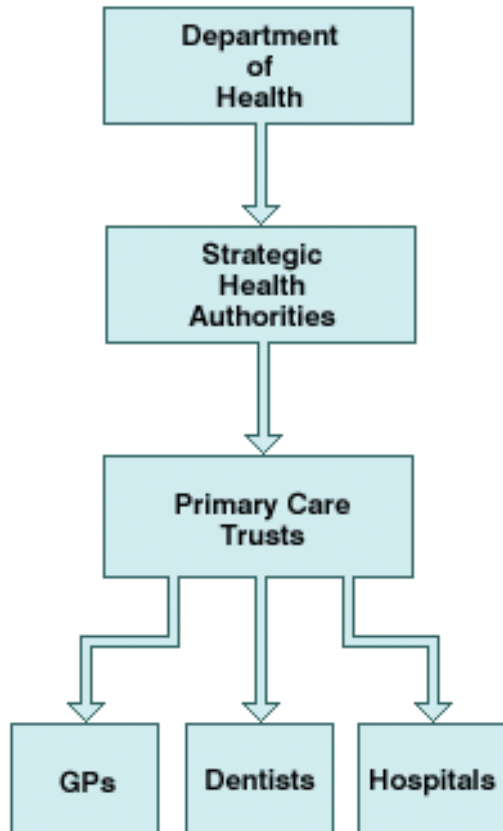 Department
of
Health
Strategic
Health
Authorities
Primary Care
Trusts
GPs
Dentists
Hospitals